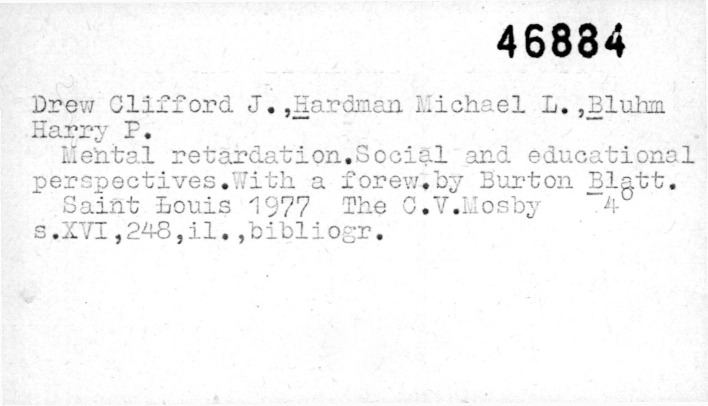 46884
Drew Clifford J.,Hardman Michael L.,Bluhm
Harry P.
Mental retardation.Social and educational
perspectives.With a forew.by Burton Blatt.
Saint Louis 1977 The C.V.Mosby 4°
s.XVI,248,il.,bibliogr.